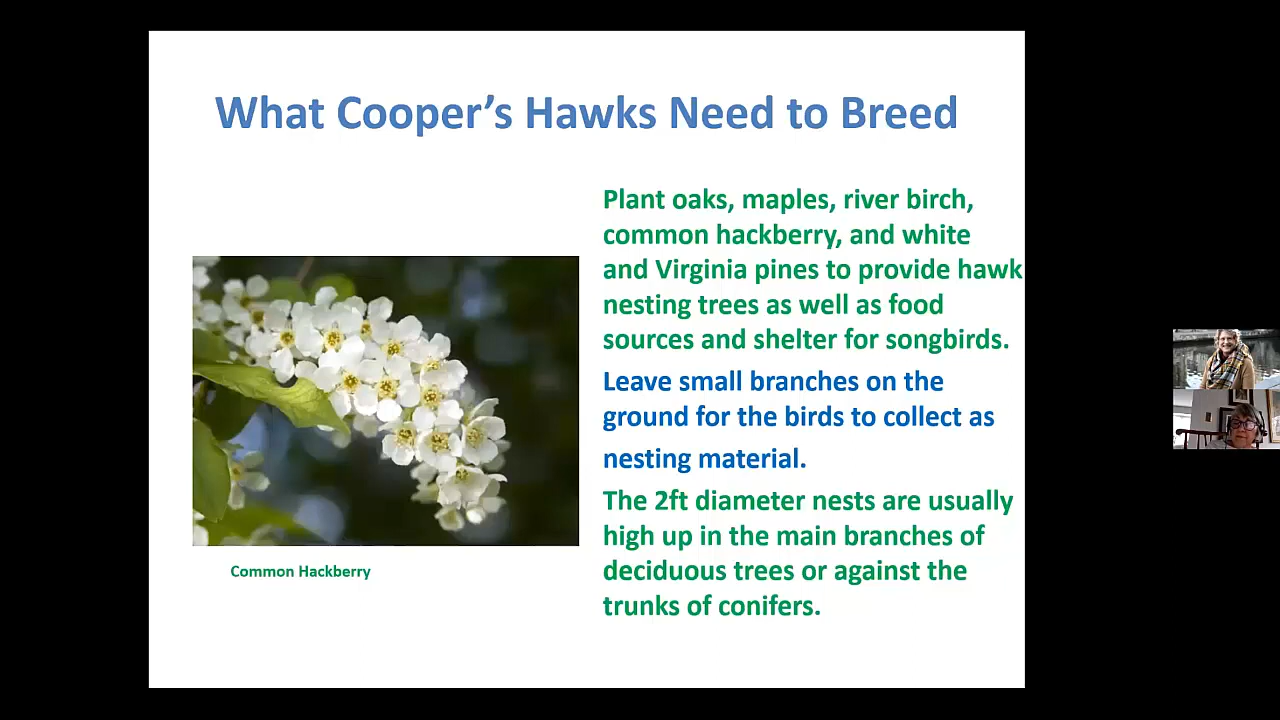 What Cooper’s Hawks Need to Breed
Plant oaks, maples, river birch,
common hackberry, and white
and Virginia pines to provide hawk
nesting trees as well as food
sources and shelter for songbirds.
Leave small branches on the
ground for the birds to collect as
nesting material.
The 2ft diameter nests are usually
high up in the main branches of
deciduous trees or against the
trunks of conifers.
Common Hackberry